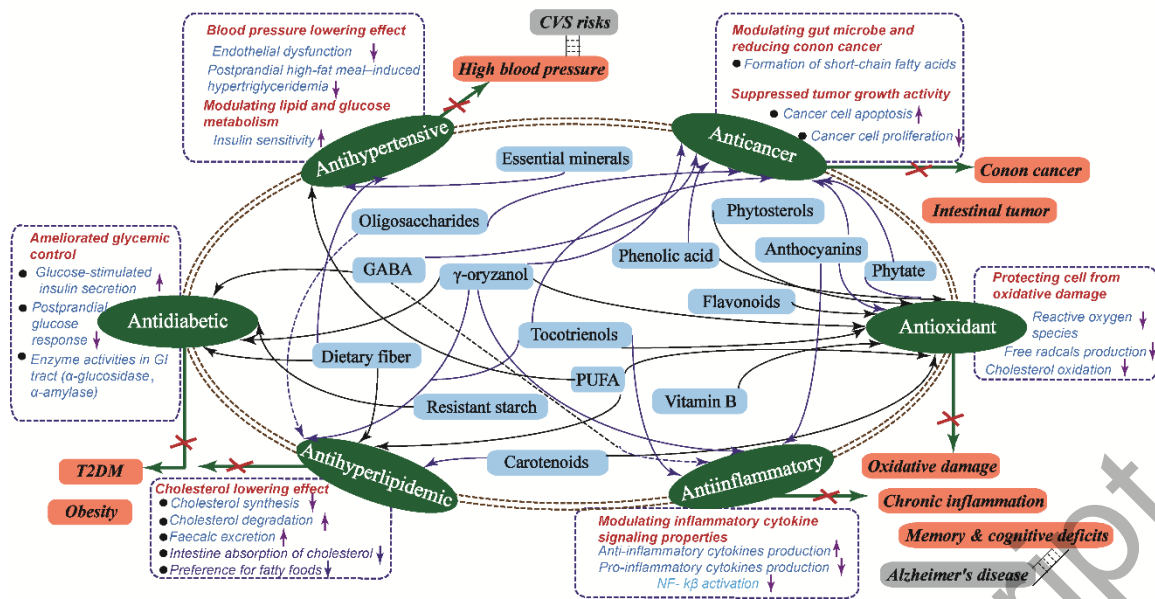 CVS risks
High blood pressure
Blood pressure lowering effect
Endothelial dysfunction
Postprandial high-fat meal–induced
hypertriglyceridemia
Modulating lipid and glucose
metabolism
Insulin sensitivity
Antihypertensive
Modulating gut microbe and
reducing conon cancer
Formation of short-chain fatty acids
Suppressed tumor growth activity
Cancer cell apoptosis
Cancer cell proliferation
Anticancer
Conon cancer
Intestinal tumor
Essential minerals
Oligosaccharides
GABA
γ-oryzanol
Phenolic acid
Phytosterols
Anthocyanins
Phytate
Flavonoids
Tocotrienols
Dietary fiber
PUFA
Resistant starch
Vitamin B
Carotenoids
Ameliorated glycemic
control
Glucose-stimulated
insulin secretion
Postprandial
glucose
response
Enzyme activities in GI
tract (α-glucosidase,
α-amylase)
Antidiabetic
Protecting cell from
oxidative damage
Reactive oxygen
species
Free radcals production
Cholesterol oxidation
Antioxidant
T2DM
Obesity
Antihyperlipidemic
Cholesterol lowering effect
Cholesterol synthesis
Cholesterol degradation
Faecalc excretion
Intestine absorption of cholesterol
Preference for fatty foods
Antiinflammatory
Modulating inflammatory cytokine
signaling properties
Anti-inflammatory cytokines production
Pro-inflammatory cytokines production
NF- kβ activation
Oxidative damage
Chronic inflammation
Memory & cognitive deficits
Alzheimer's disease
ript